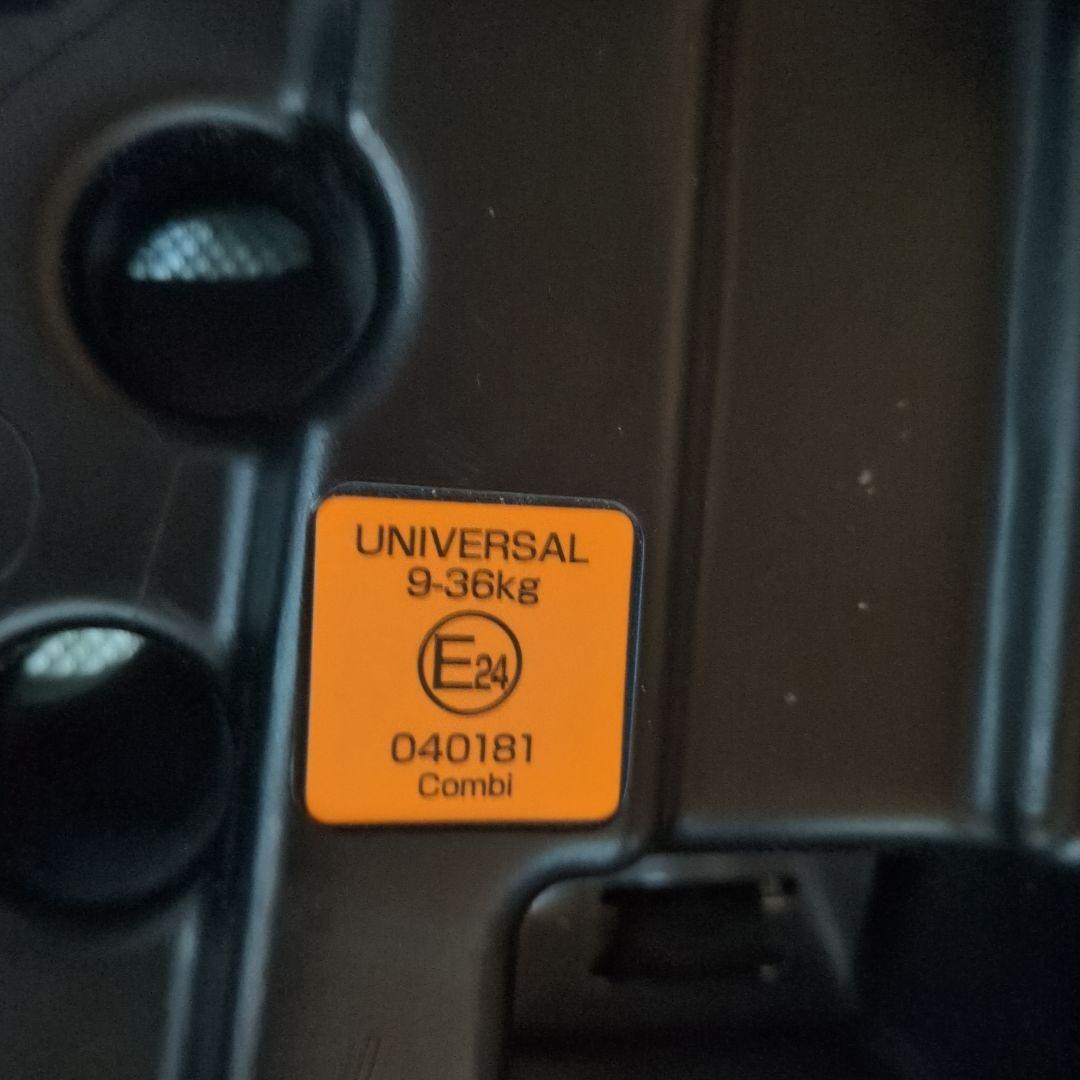 UNIVERSAL
9-36kg
E24
040181
Combi